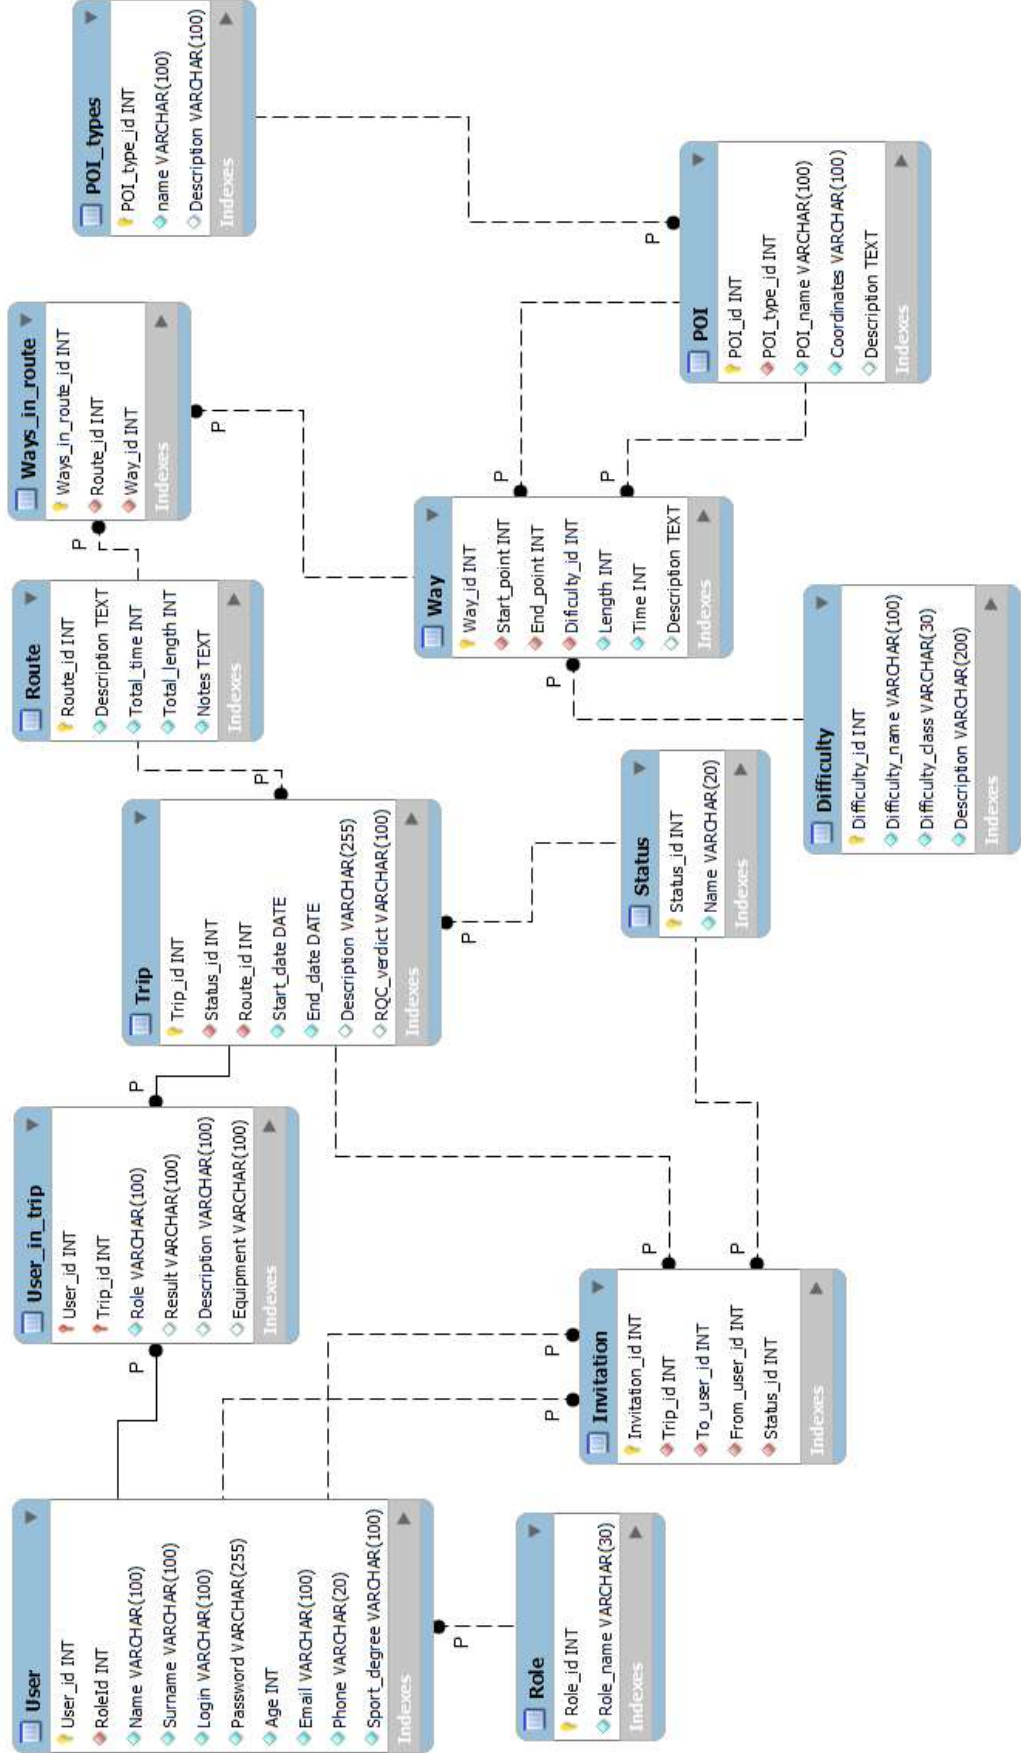 User
User_id INT
RoleId INT
Name VARCHAR(100)
Surname VARCHAR(100)
Login VARCHAR(100)
Password VARCHAR(255)
Age INT
Email VARCHAR(100)
Phone VARCHAR(20)
Sport_degree VARCHAR(100)
Indexes
P
Role
Role_id INT
Role_name VARCHAR(30)
Indexes
User_in_trip
User_id INT
Trip_id INT
Role VARCHAR(100)
Result VARCHAR(100)
Description VARCHAR(100)
Equipment VARCHAR(100)
Indexes
P
P
Invitation
Invitation_id INT
Trip_id INT
To_user_id INT
From_user_id INT
Status_id INT
Indexes
P
P
P
P
Trip
Trip_id INT
Status_id INT
Route_id INT
Start_date DATE
End_date DATE
Description VARCHAR(255)
RQC_verdict VARCHAR(100)
Indexes
P
P
Status
Status_id INT
Name VARCHAR(20)
Indexes
Route
Route_id INT
Description TEXT
Total_time INT
Total_length INT
Notes TEXT
Indexes
Ways_in_route
Ways_in_route_id INT
Route_id INT
Way_id INT
Indexes
P
P
Way
Way_id INT
Start_point INT
End_point INT
Dificulty_id INT
Length INT
Time INT
Description TEXT
Indexes
P
P
P
Difficulty
Difficulty_id INT
Difficulty_name VARCHAR(100)
Difficulty_class VARCHAR(30)
Description VARCHAR(200)
Indexes
POI_types
POI_type_id INT
name VARCHAR(100)
Description VARCHAR(100)
Indexes
POI
POI_id INT
POI_type_id INT
POI_name VARCHAR(100)
Coordinates VARCHAR(100)
Description TEXT
Indexes
P